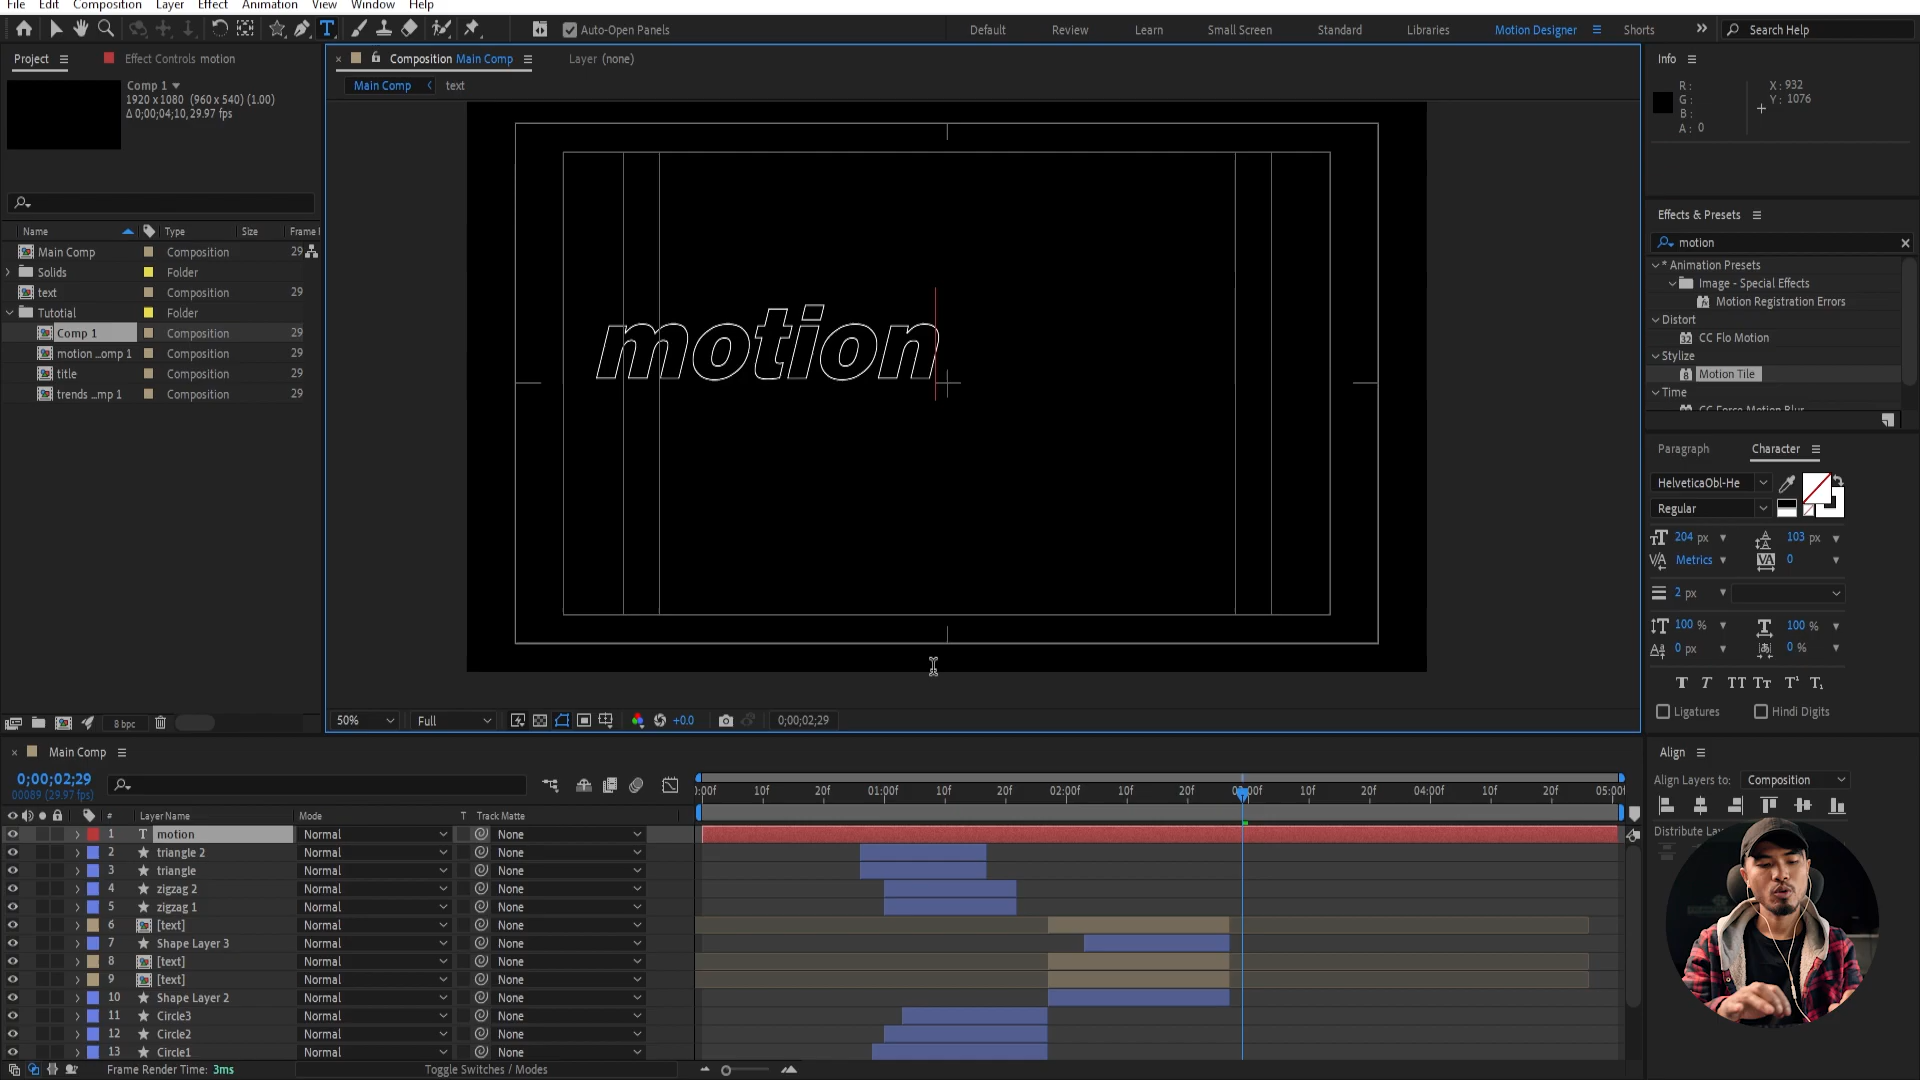 File Edit Composition Layer Effect Animation View Window Help
Auto-Open Panels Default Review Learn Small Screen Standard Libraries Motion Designer Shorts Search Help
Project Effect Controls motion
Comp 1
1920 x 1080 (960 x 540) (1.00)
Δ 0;00;04;10, 29.97 fps
Name Type Size Frame
Main Comp Composition 29
Solids Folder
text Composition 29
Tutorial Folder
Comp 1 Composition 29
motion ...omp 1 Composition 29
title Composition 29
trends ...mp 1 Composition 29
8 bpc
Composition Main Comp Layer (none)
Main Comp text
motion
50% Full +0.0 0;00;02;29
Info
R: X: 932
G: Y: 1076
B:
A: 0
Effects & Presets
motion
* Animation Presets
Image - Special Effects
Motion Registration Errors
Distort
CC Flo Motion
Stylize
Motion Tile
Time
CC Force Motion Blur
Paragraph Character
HelveticaObl-He
Regular
204 px 103 px
Metrics 0
2 px
100 % 100 %
0 px 0 %
T T TT Tt T¹ T₁
Ligatures Hindi Digits
Main Comp
0;00;02;29
00089 (29.97 fps)
:00f 10f 20f 01:00f 10f 20f 02:00f 10f 20f 10f 20f 04:00f 10f 20f 05:00f
# Layer Name Mode T Track Matte
1 T motion Normal None
2 triangle 2 Normal None
3 triangle Normal None
4 zigzag 2 Normal None
5 zigzag 1 Normal None
6 [text] Normal None
7 Shape Layer 3 Normal None
8 [text] Normal None
9 [text] Normal None
10 Shape Layer 2 Normal None
11 Circle3 Normal None
12 Circle2 Normal None
13 Circle1 Normal None
Frame Render Time: 3ms Toggle Switches / Modes
Align
Align Layers to: Composition
Distribute Lay